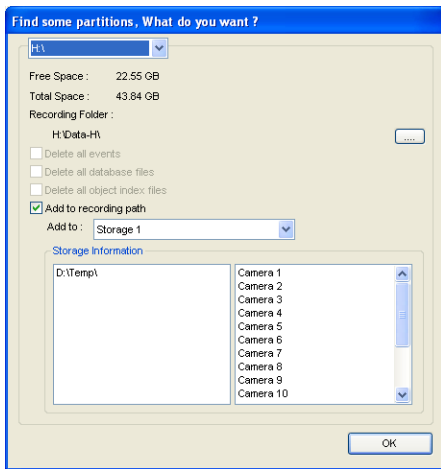 Find some partitions, What do you want ?
H:\
Free Space : 22.55 GB
Total Space : 43.84 GB
Recording Folder :
H:\Data-H\
....
Delete all events
Delete all database files
Delete all object index files
Add to recording path
Add to : Storage 1
Storage Information
D:\Temp\
Camera 1
Camera 2
Camera 3
Camera 4
Camera 5
Camera 6
Camera 7
Camera 8
Camera 9
Camera 10
OK